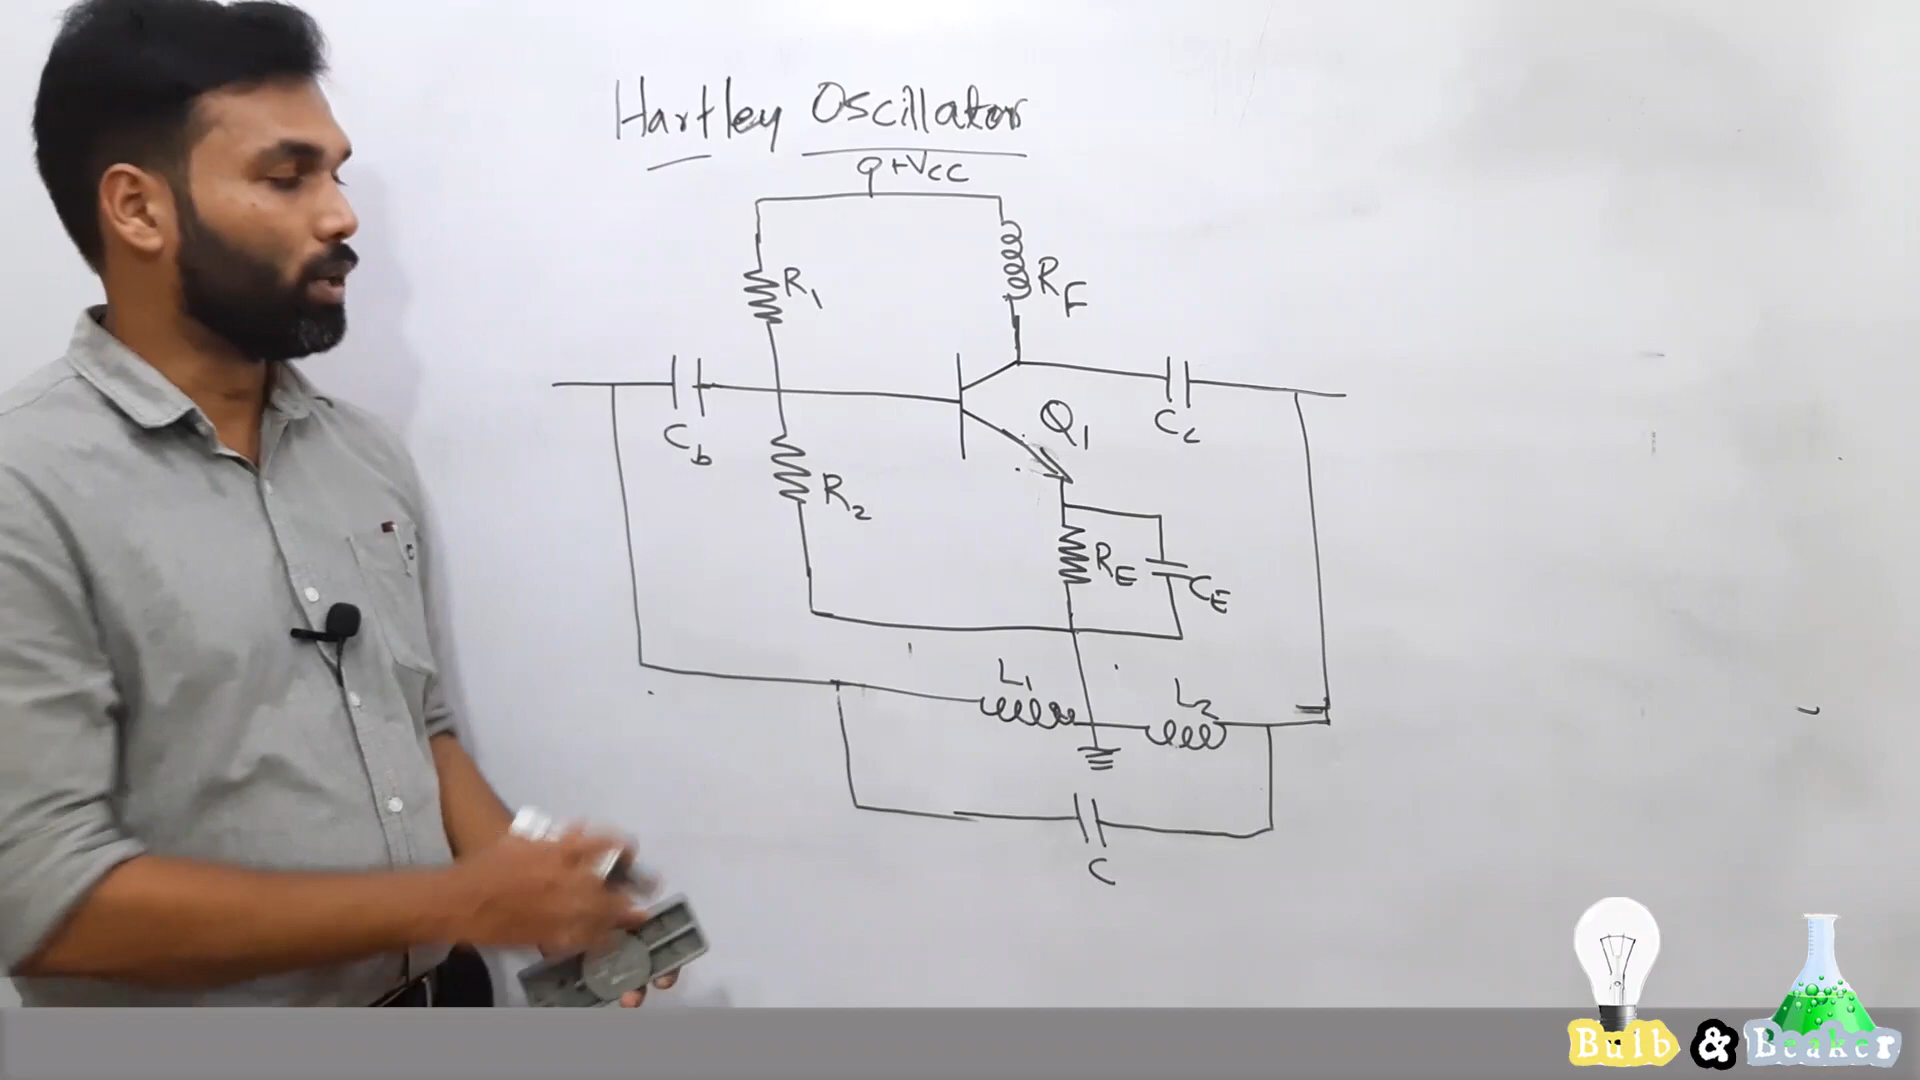 Hartley Oscillator
+Vcc
R1
RF
Cb
Q1
Cc
R2
RE
CE
L1
L2
C
Bulb & Beaker